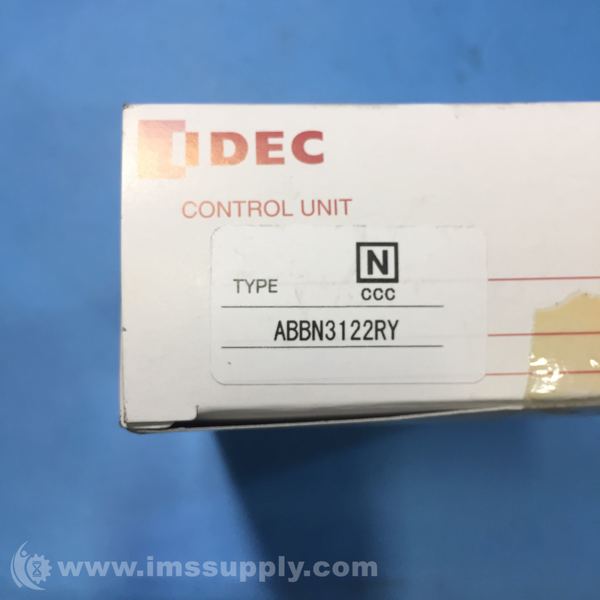 IDEC
CONTROL UNIT
N
TYPE
CCC
ABBN3122RY
www.imssupply.com